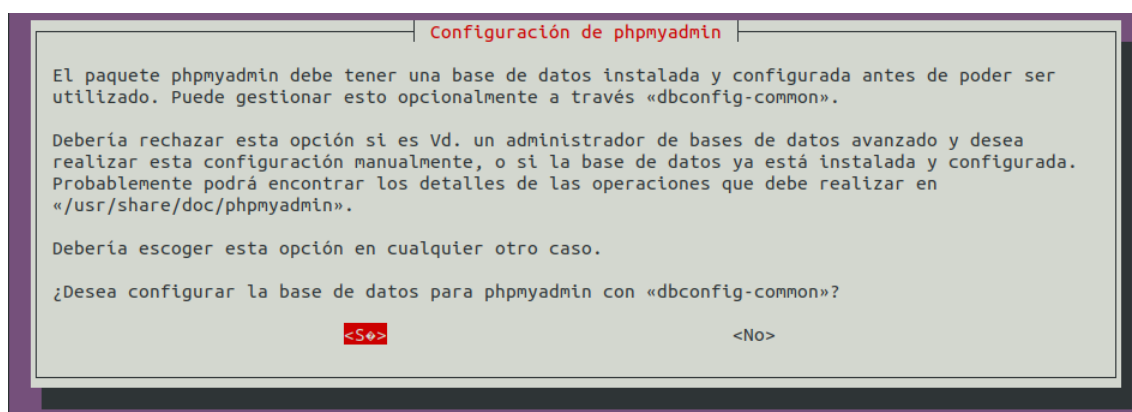 Configuración de phpmyadmin
El paquete phpmyadmin debe tener una base de datos instalada y configurada antes de poder ser
utilizado. Puede gestionar esto opcionalmente a través «dbconfig-common».
Debería rechazar esta opción si es Vd. un administrador de bases de datos avanzado y desea
realizar esta configuración manualmente, o si la base de datos ya está instalada y configurada.
Probablemente podrá encontrar los detalles de las operaciones que debe realizar en
«/usr/share/doc/phpmyadmin».
Debería escoger esta opción en cualquier otro caso.
¿Desea configurar la base de datos para phpmyadmin con «dbconfig-common»?
<S�> <No>